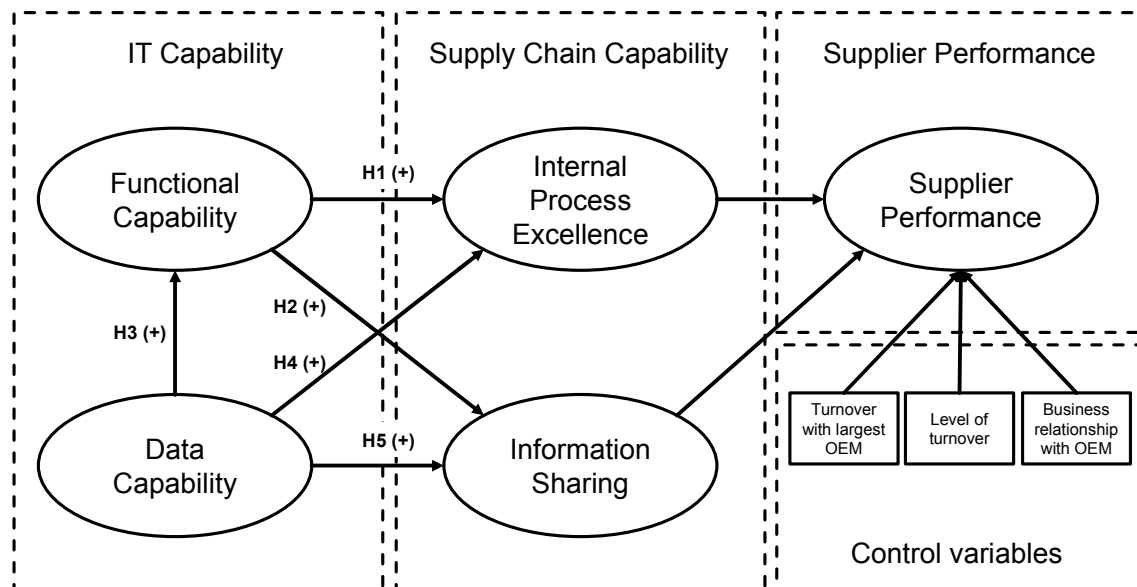 IT Capability
Supply Chain Capability
Supplier Performance
Functional
Capability
H1 (+)
Internal
Process
Excellence
Supplier
Performance
H2 (+)
H3 (+)
H4 (+)
Data
Capability
H5 (+)
Information
Sharing
Turnover
with largest
OEM
Level of
turnover
Business
relationship
with OEM
Control variables